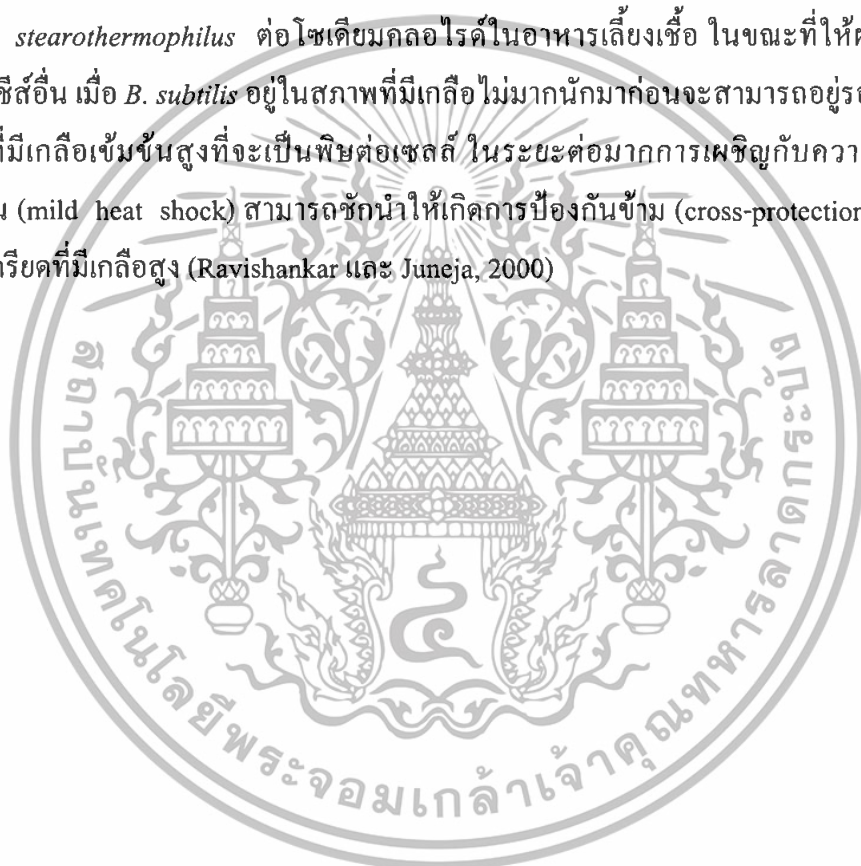 stearothermophilus ต่อโซเดียมคลอไรด์ในอาหารเลี้ยงเชื้อ ในขณะที่ให้
ชีส์อื่น เมื่อ B. subtilis อยู่ในสภาพที่มีเกลือไม่มากนักมาก่อนจะสามารถอยู่
ที่มีเกลือเข้มข้นสูงที่จะเป็นพิษต่อเซลล์ ในระยะต่อมากการเผชิญกับ
(mild heat shock) สามารถชักนำให้เกิดการป้องกันข้าม (cross-protection
ครียดที่มีเกลือสูง (Ravishankar และ Juneja, 2000)
สถาบันเทคโนโลยีพระจอมเกล้าเจ้าคุณทหารลาดกระบัง